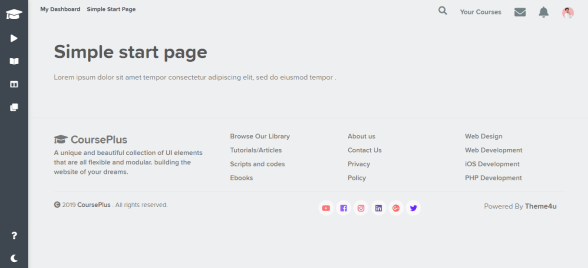 My Dashboard Simple Start Page
Your Courses
Simple start page
Lorem ipsum dolor sit amet tempor consectetur adipiscing elit, sed do eiusmod tempor .
CoursePlus
A unique and beautiful collection of UI elements
that are all flexible and modular. building the
website of your dreams.
Browse Our Library
Tutorials/Articles
Scripts and codes
Ebooks
About us
Contact Us
Privacy
Policy
Web Design
Web Development
iOS Development
PHP Development
© 2019 CoursePlus . All rights reserved.
Powered By Theme4u
?